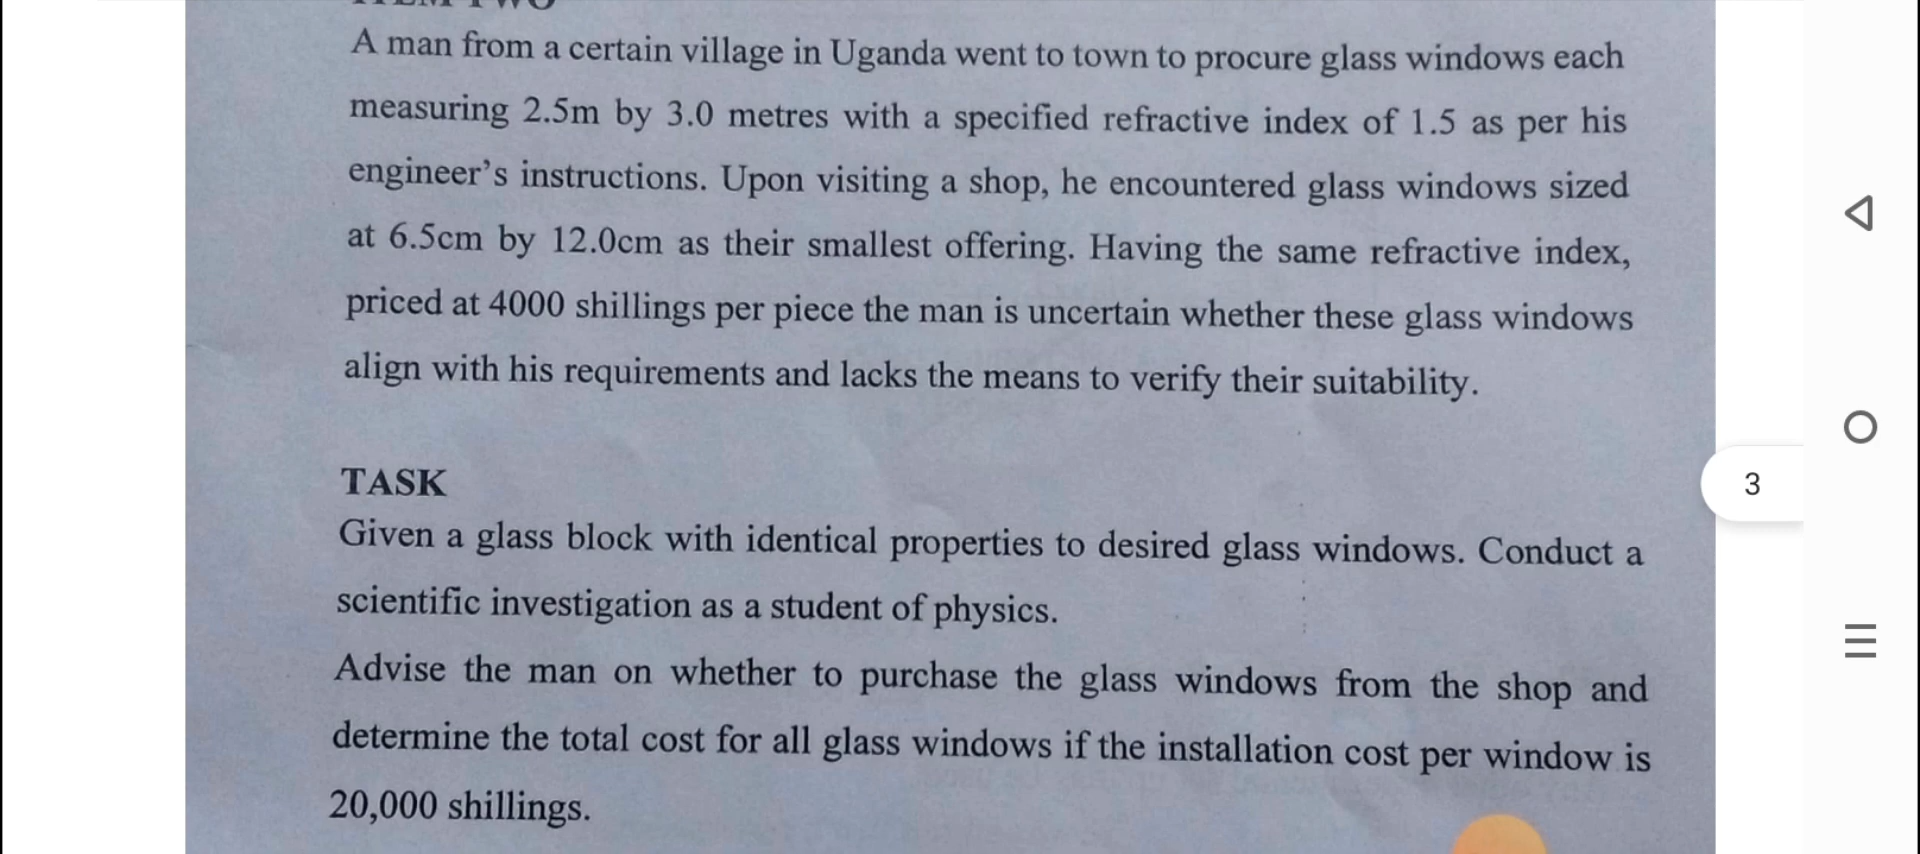 A man from a certain village in Uganda went to town to procure glass windows each
measuring 2.5m by 3.0 metres with a specified refractive index of 1.5 as per his
engineer's instructions. Upon visiting a shop, he encountered glass windows sized
at 6.5cm by 12.0cm as their smallest offering. Having the same refractive index,
priced at 4000 shillings per piece the man is uncertain whether these glass windows
align with his requirements and lacks the means to verify their suitability.
TASK
Given a glass block with identical properties to desired glass windows. Conduct a
scientific investigation as a student of physics.
Advise the man on whether to purchase the glass windows from the shop and
determine the total cost for all glass windows if the installation cost per window is
20,000 shillings.
3